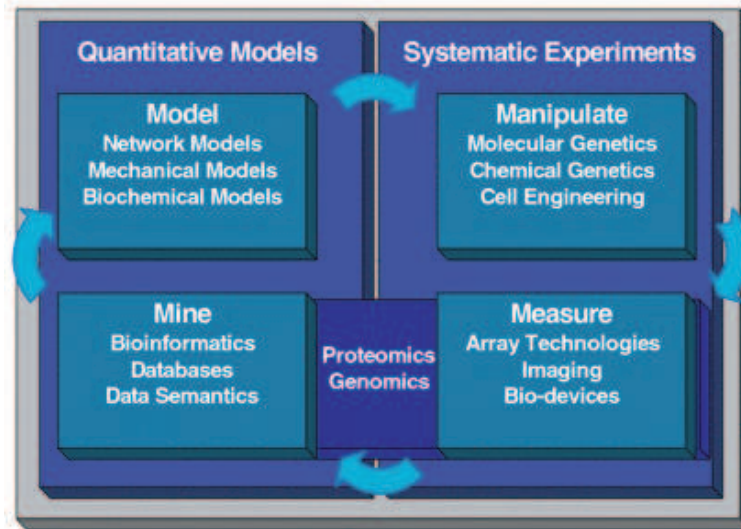 Quantitative Models
Systematic Experiments
Model
Network Models
Mechanical Models
Biochemical Models
Manipulate
Molecular Genetics
Chemical Genetics
Cell Engineering
Mine
Bioinformatics
Databases
Data Semantics
Proteomics
Genomics
Measure
Array Technologies
Imaging
Bio-devices